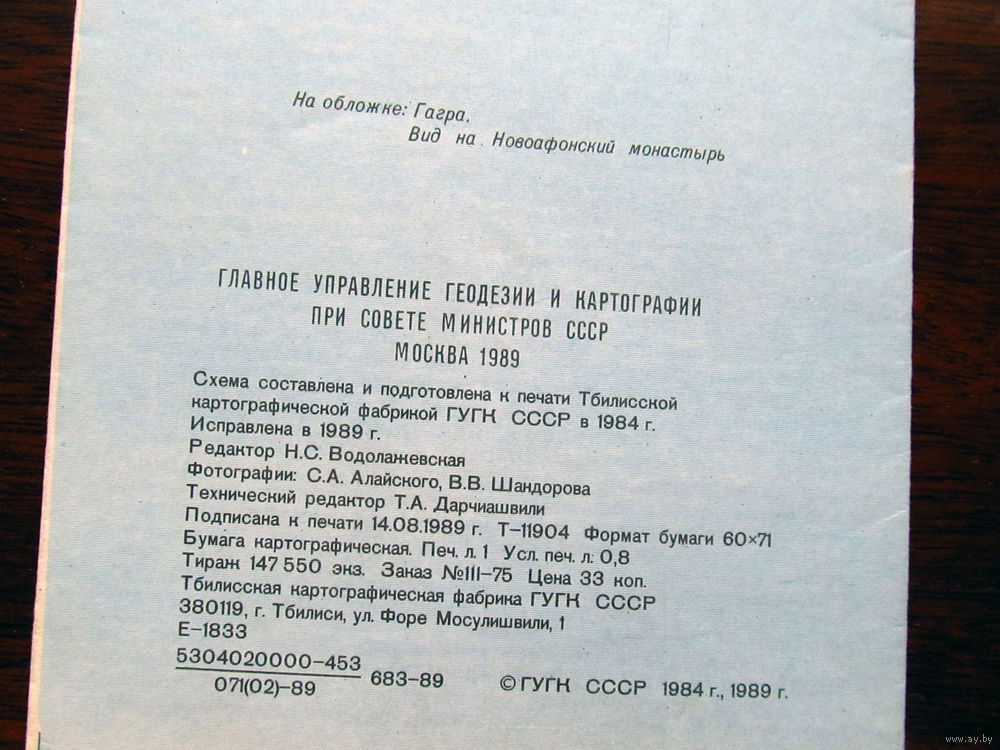 На обложке: Гагра.
Вид на Новоафонский монастырь
ГЛАВНОЕ УПРАВЛЕНИЕ ГЕОДЕЗИИ И КАРТОГРАФИИ
ПРИ СОВЕТЕ МИНИСТРОВ СССР
МОСКВА 1989
Схема составлена и подготовлена к печати Тбилисской
картографической фабрикой ГУГК СССР в 1984 г.
Исправлена в 1989 г.
Редактор Н.С. Водолажевская
Фотографии: С.А. Алайского, В.В. Шандорова
Технический редактор Т.А. Дарчиашвили
Подписана к печати 14.08.1989 г. Т-11904 Формат бумаги 60×71
Бумага картографическая. Печ. л. 1 Усл. печ. л: 0,8
Тираж 147 550 экз. Заказ №111-75 Цена 33 коп.
Тбилисская картографическая фабрика ГУГК СССР
380119, г. Тбилиси, ул. Форе Мосулишвили, 1
Е-1833
5304020000-453
071(02)-89
683-89
© ГУГК СССР 1984 г., 1989 г.
www.ay.by